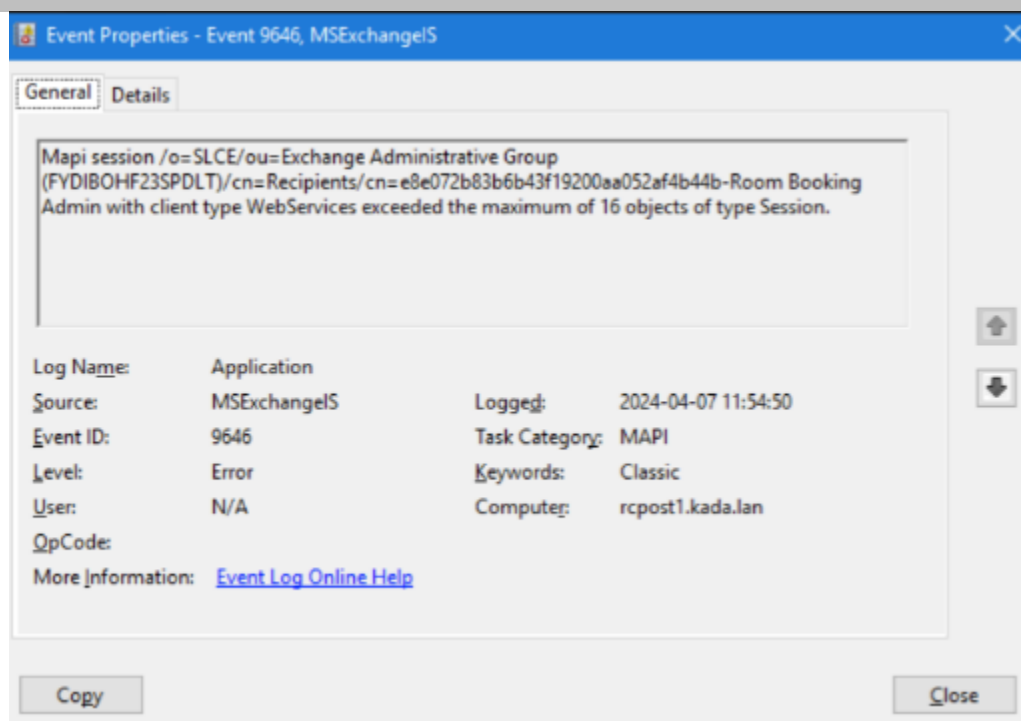 Event Properties - Event 9646, MSExchangeIS
General Details
Mapi session /o=SLCE/ou=Exchange Administrative Group
(FYDIBOHF23SPDLT)/cn=Recipients/cn=e8e072b83b6b43f19200aa052af4b44b-Room Booking
Admin with client type WebServices exceeded the maximum of 16 objects of type Session.
Log Name: Application
Source: MSExchangeIS Logged: 2024-04-07 11:54:50
Event ID: 9646 Task Category: MAPI
Level: Error Keywords: Classic
User: N/A Computer: rcpost1.kada.lan
OpCode:
More Information: Event Log Online Help
Copy Close